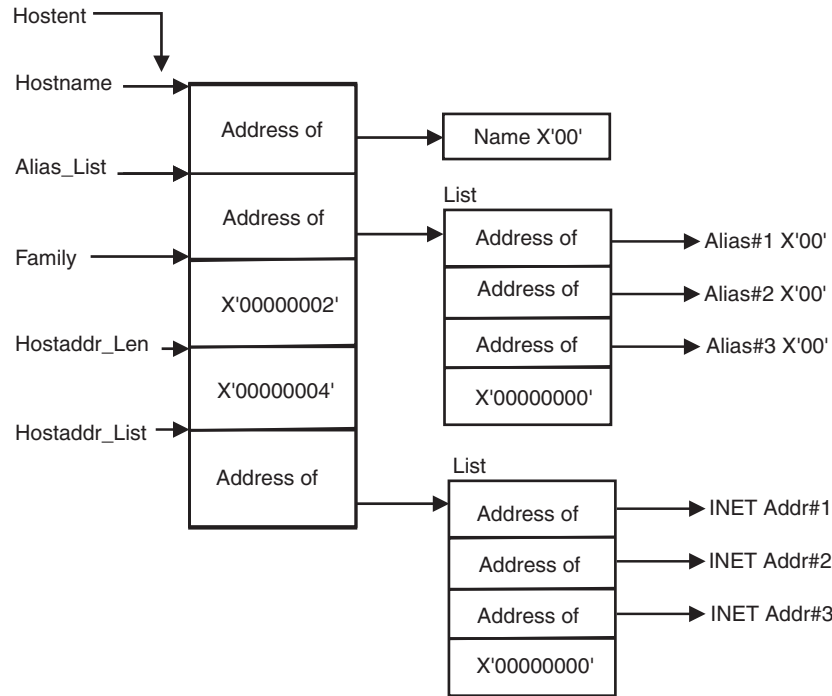 Hostent
Hostname
Address of
Name X'00'
Alias_List
List
Address of
Address of
Alias#1 X'00'
Family
X'00000002'
Address of
Alias#2 X'00'
Hostaddr_Len
Address of
Alias#3 X'00'
X'00000004'
X'00000000'
Hostaddr_List
List
Address of
Address of
INET Addr#1
Address of
INET Addr#2
Address of
INET Addr#3
X'00000000'